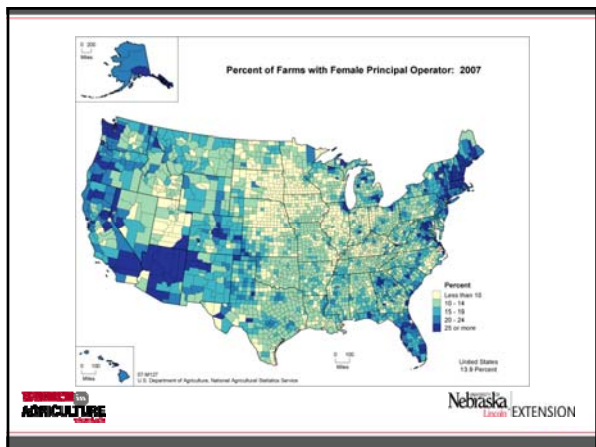 0 200
Miles
Percent of Farms with Female Principal Operator: 2007
Percent
Less than 10
10 - 14
15 - 19
20 - 24
25 or more
United States
13.9 Percent
0 100
Miles
0 100
Miles
07-M127
U.S. Department of Agriculture, National Agricultural Statistics Service
in
AGRICULTURE
Nebraska
Lincoln EXTENSION